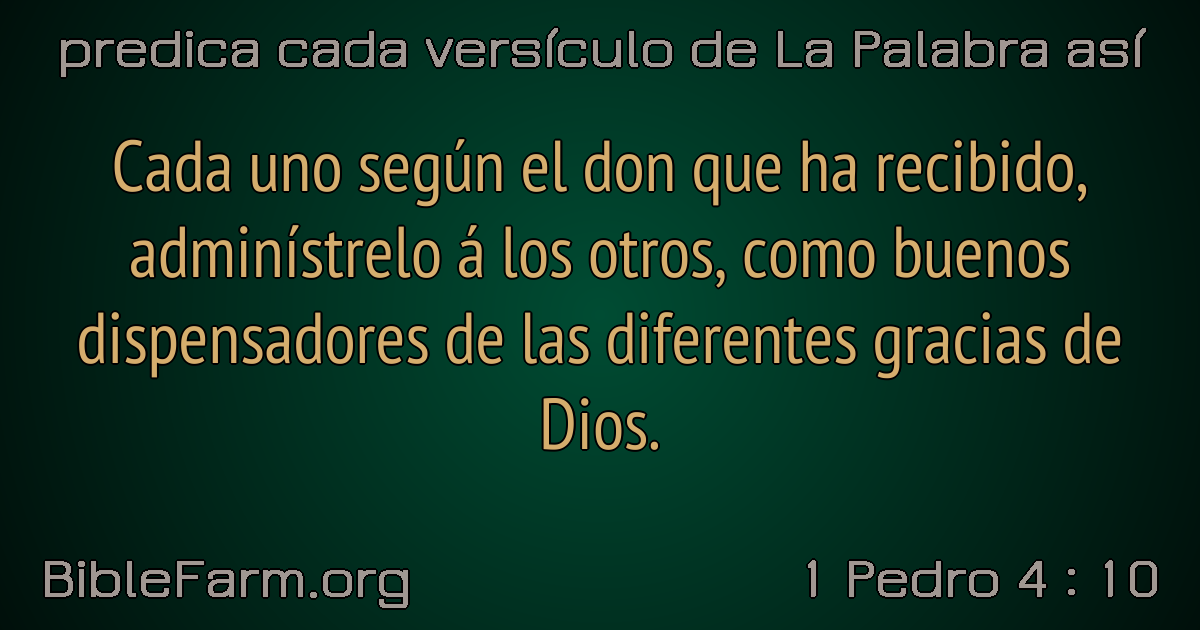 predica cada versículo de La Palabra así
Cada uno según el don que ha recibido,
adminístrelo á los otros, como buenos
dispensadores de las diferentes gracias de
Dios.
BibleFarm.org
1 Pedro 4 : 10